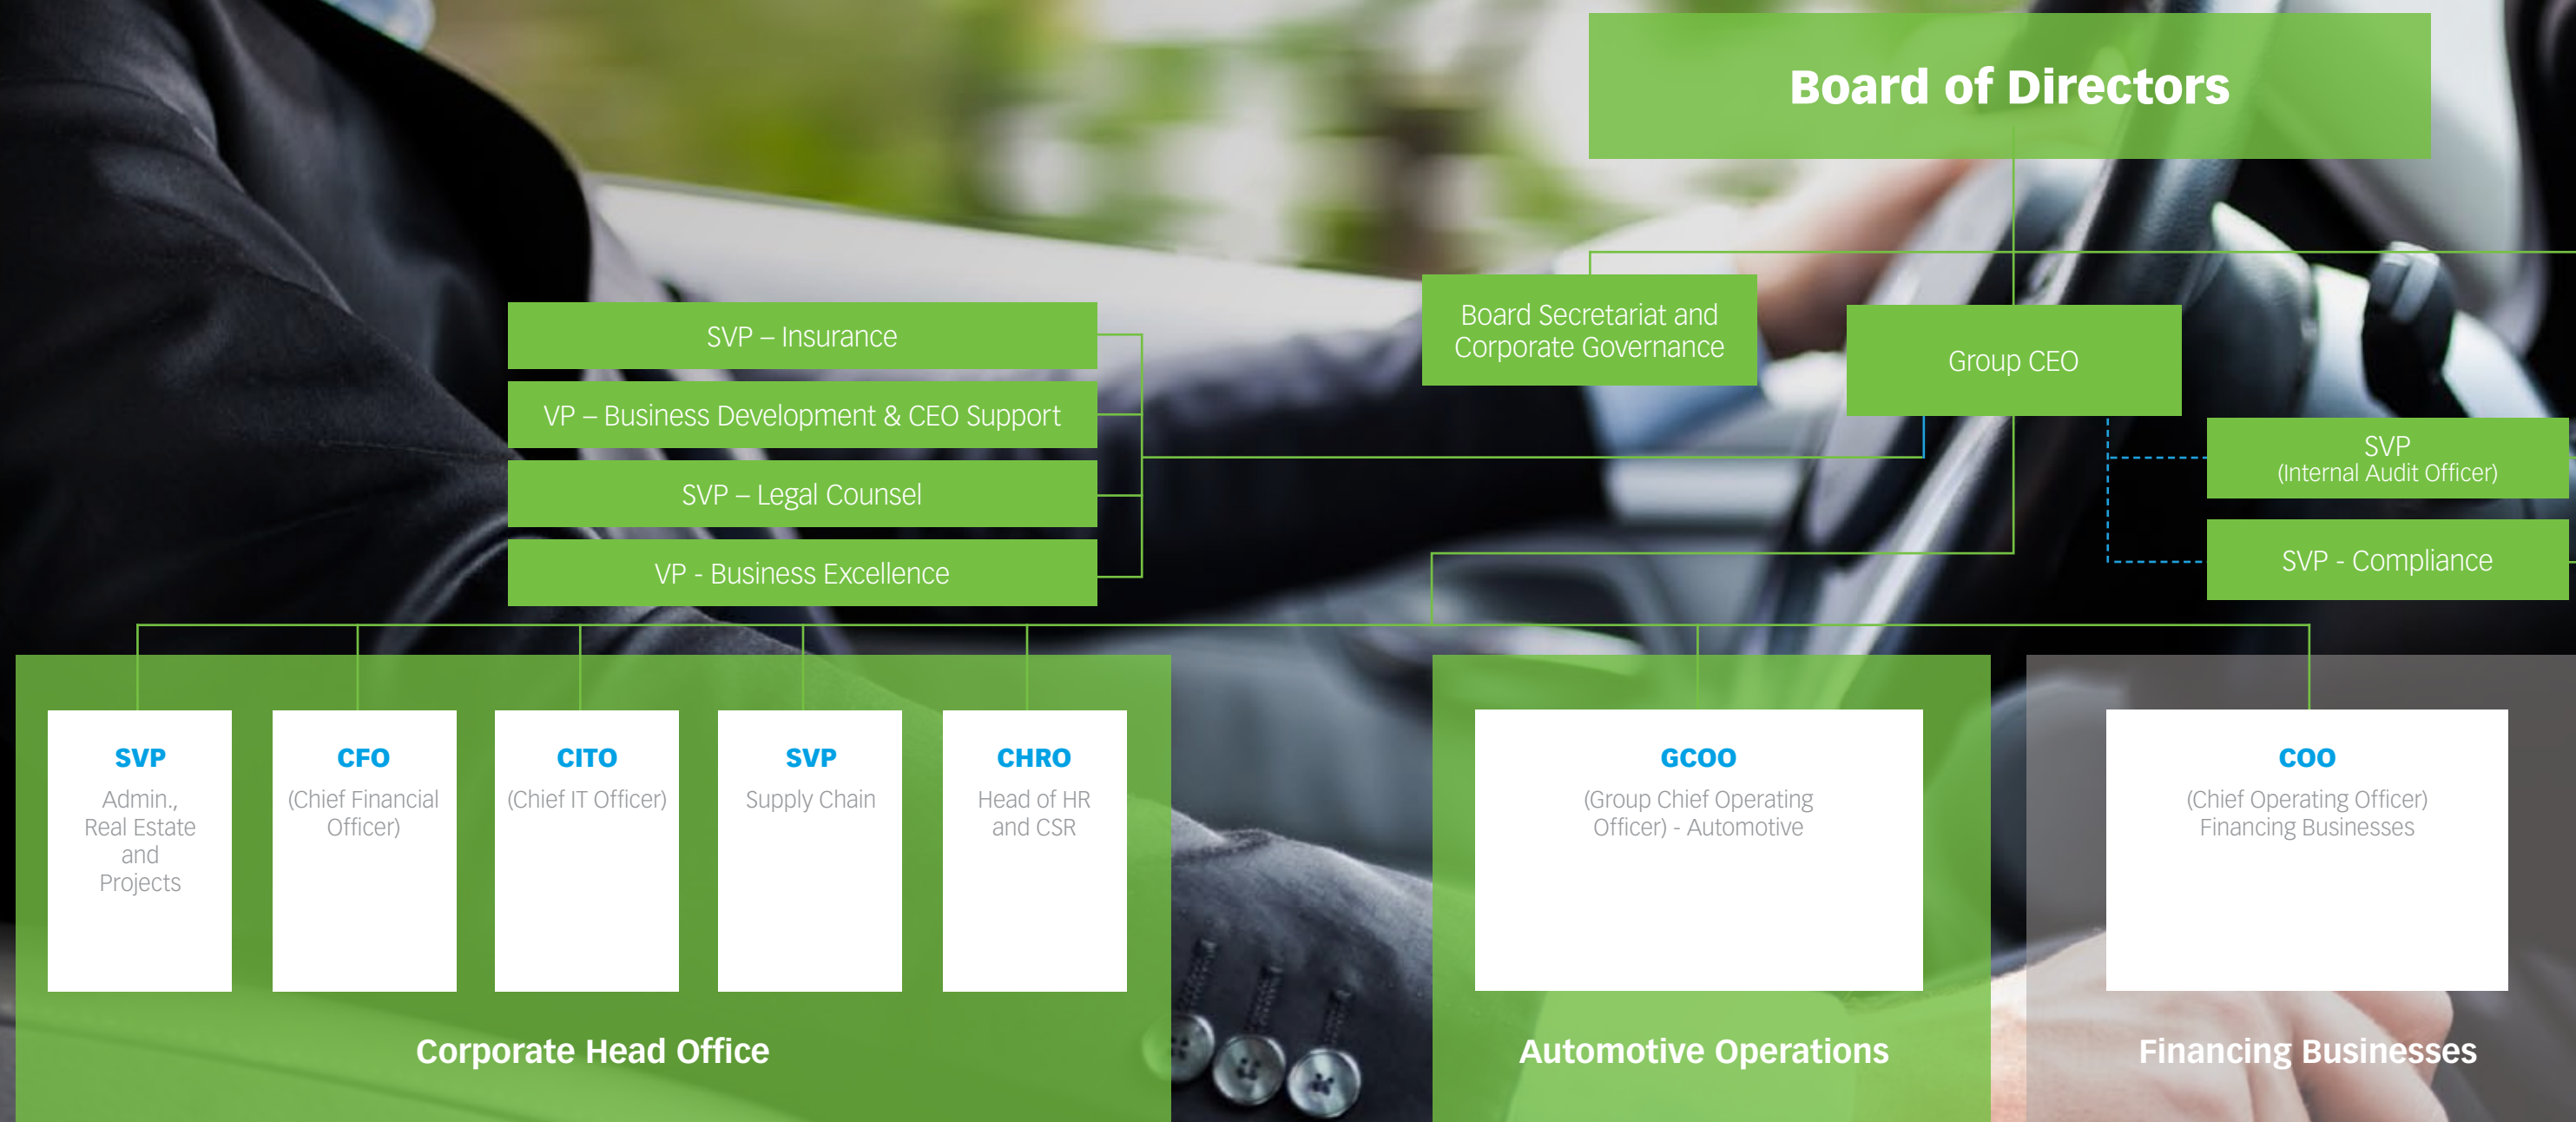 Board of Directors
Board Secretariat and
Corporate Governance
Group CEO
SVP – Insurance
VP – Business Development & CEO Support
SVP – Legal Counsel
VP - Business Excellence
SVP
(Internal Audit Officer)
SVP - Compliance
SVP
Admin.,
Real Estate
and
Projects
CFO
(Chief Financial
Officer)
CITO
(Chief IT Officer)
SVP
Supply Chain
CHRO
Head of HR
and CSR
Corporate Head Office
GCOO
(Group Chief Operating
Officer) - Automotive
Automotive Operations
COO
(Chief Operating Officer)
Financing Businesses
Financing Businesses